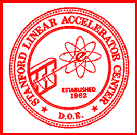 STANFORD LINEAR ACCELERATOR CENTER
e⁻
ESTABLISHED
1962
D.O.E.